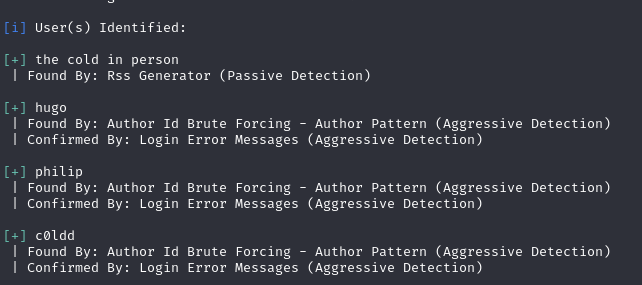 [i] User(s) Identified:
[+] the cold in person
| Found By: Rss Generator (Passive Detection)
[+] hugo
| Found By: Author Id Brute Forcing - Author Pattern (Aggressive Detection)
| Confirmed By: Login Error Messages (Aggressive Detection)
[+] philip
| Found By: Author Id Brute Forcing - Author Pattern (Aggressive Detection)
| Confirmed By: Login Error Messages (Aggressive Detection)
[+] c0ldd
| Found By: Author Id Brute Forcing - Author Pattern (Aggressive Detection)
| Confirmed By: Login Error Messages (Aggressive Detection)